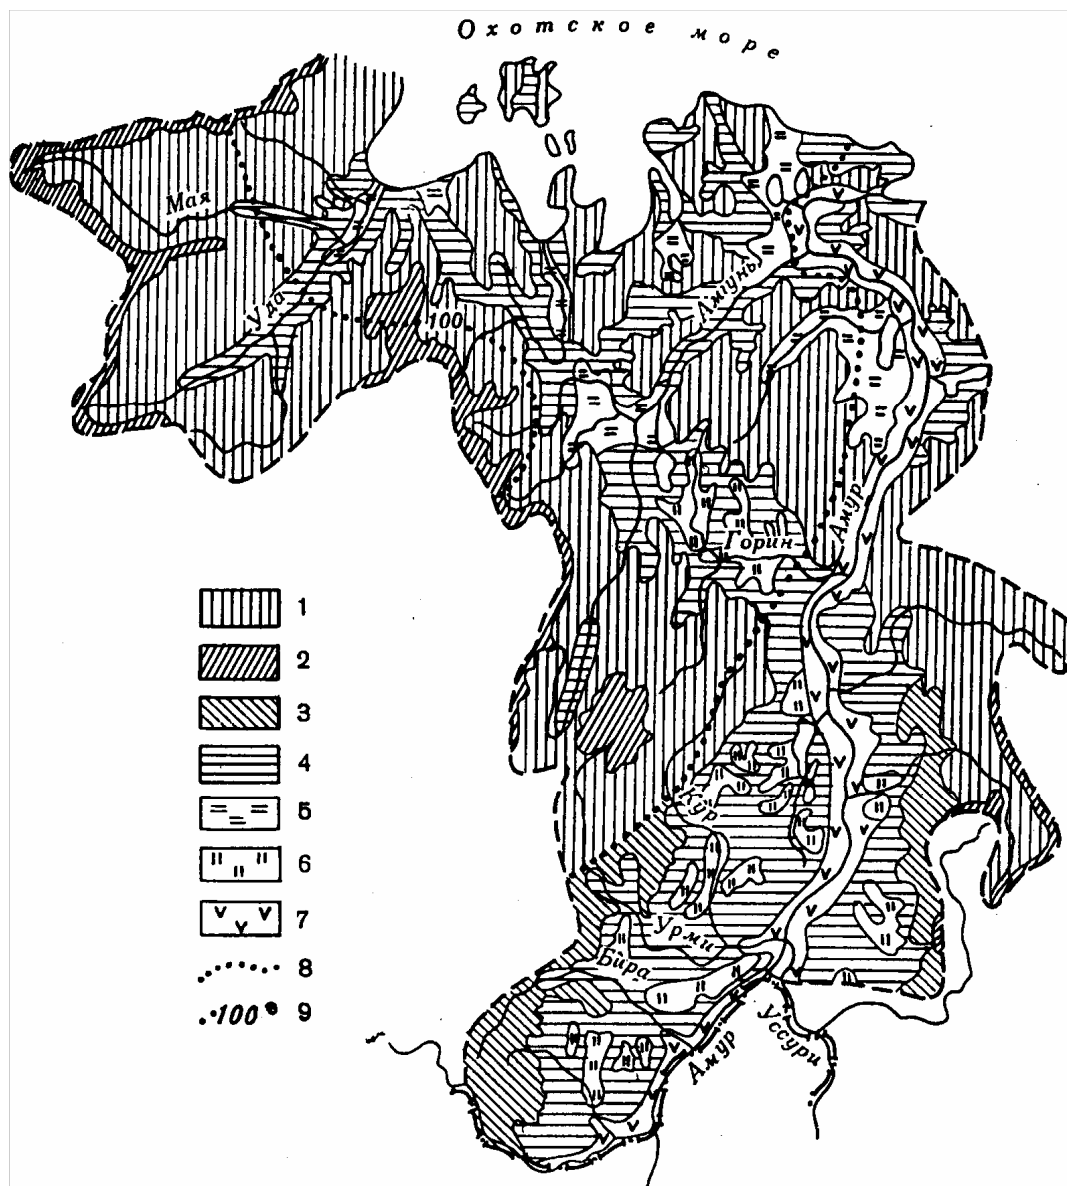 Охотское море
Мая
Уда
100
Амгунь
Горин
Амур
Кур
Урми
Бира
Амур
Уссури
1
2
3
4
5
6
7
8
.·100
9